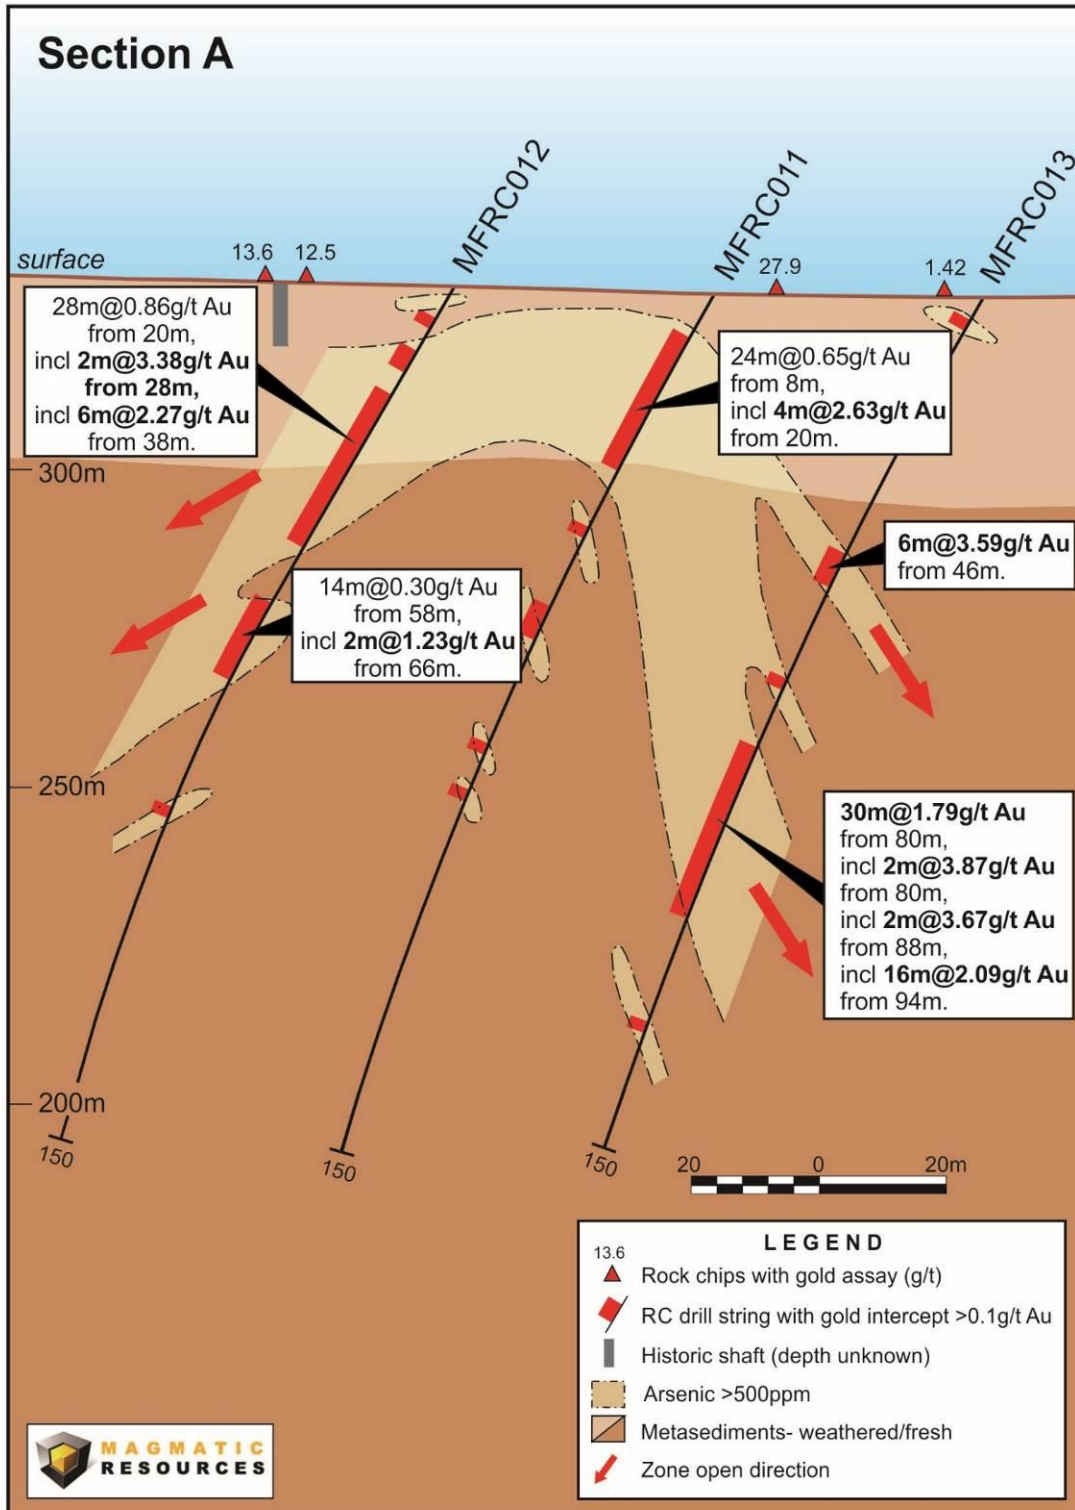 Section A
MFRC012
MFRC011
MFRC013
surface
13.6
12.5
27.9
1.42
28m@0.86g/t Au
from 20m,
incl 2m@3.38g/t Au
from 28m,
incl 6m@2.27g/t Au
from 38m.
24m@0.65g/t Au
from 8m,
incl 4m@2.63g/t Au
from 20m.
300m
6m@3.59g/t Au
from 46m.
14m@0.30g/t Au
from 58m,
incl 2m@1.23g/t Au
from 66m.
250m
30m@1.79g/t Au
from 80m,
incl 2m@3.87g/t Au
from 80m,
incl 2m@3.67g/t Au
from 88m,
incl 16m@2.09g/t Au
from 94m.
200m
150
150
150
20 0 20m
LEGEND
13.6
Rock chips with gold assay (g/t)
RC drill string with gold intercept >0.1g/t Au
Historic shaft (depth unknown)
Arsenic >500ppm
Metasediments- weathered/fresh
Zone open direction
MAGMATIC
RESOURCES